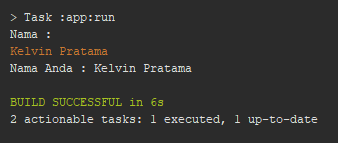 > Task :app:run
Nama :
Kelvin Pratama
Nama Anda : Kelvin Pratama
BUILD SUCCESSFUL in 6s
2 actionable tasks: 1 executed, 1 up-to-date